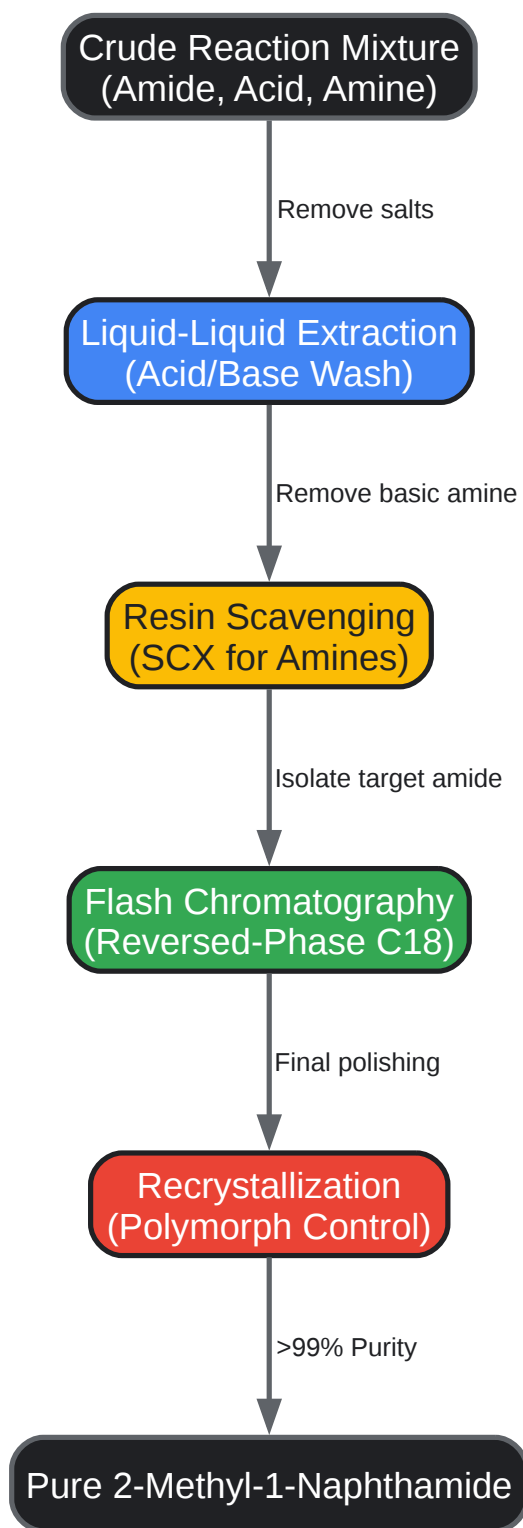 Crude Reaction Mixture
(Amide, Acid, Amine)
Remove salts
Liquid-Liquid Extraction
(Acid/Base Wash)
Remove basic amine
Resin Scavenging
(SCX for Amines)
Isolate target amide
Flash Chromatography
(Reversed-Phase C18)
Final polishing
Recrystallization
(Polymorph Control)
>99% Purity
Pure 2-Methyl-1-Naphthamide